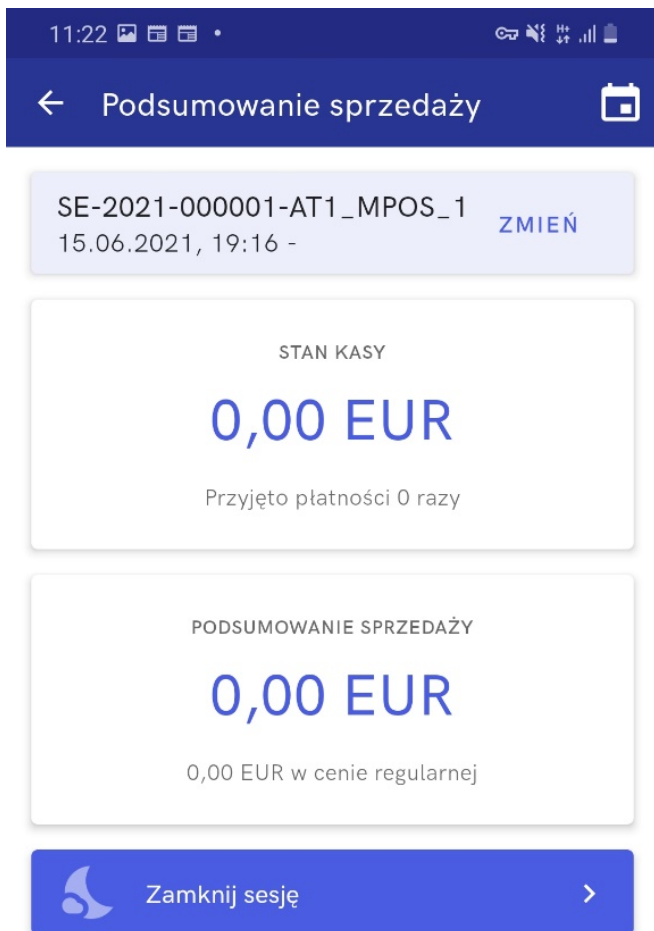 11:22
Podsumowanie sprzedaży
SE-2021-000001-AT1_MPOS_1
ZMIEŃ
15.06.2021, 19:16 -
STAN KASY
0,00 EUR
Przyjęto płatności 0 razy
PODSUMOWANIE SPRZEDAŻY
0,00 EUR
0,00 EUR w cenie regularnej
Zamknij sesję